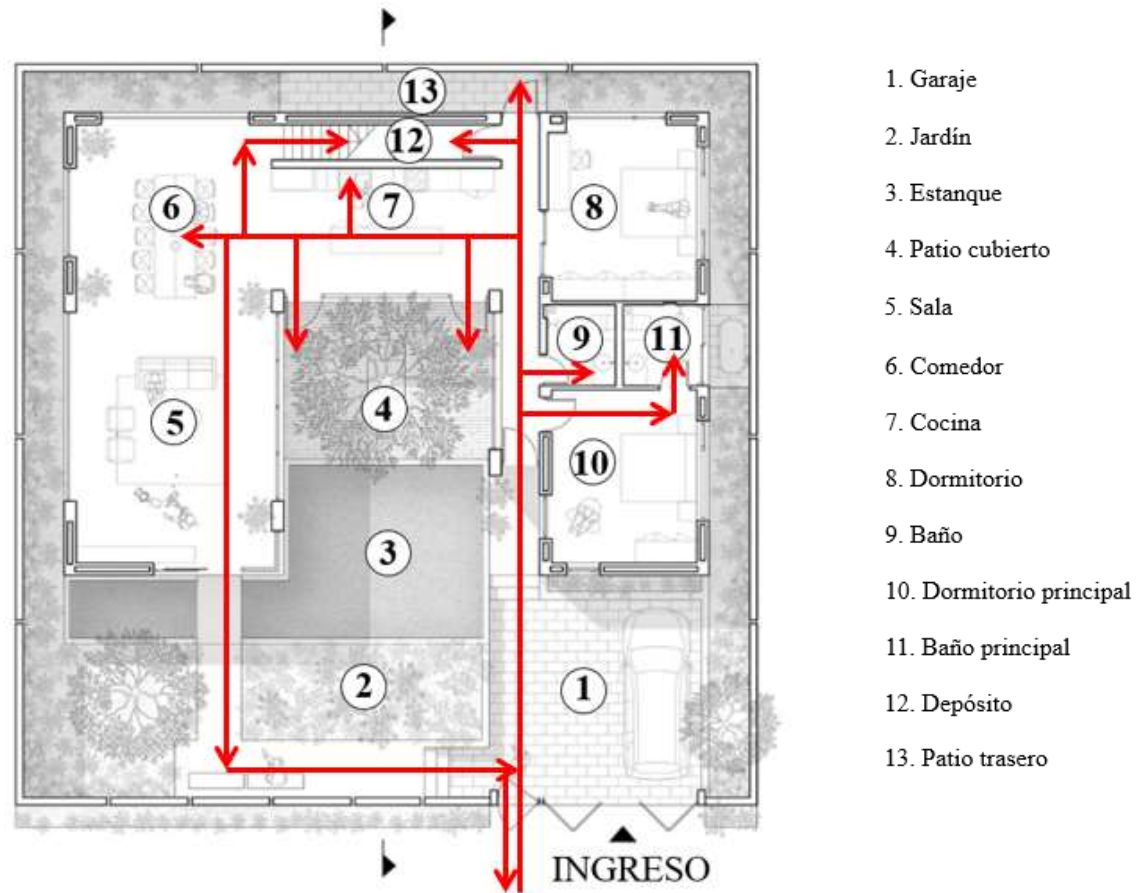 13
12
7
6
8
9
11
4
5
10
3
2
1
INGRESO
1. Garaje
2. Jardín
3. Estanque
4. Patio cubierto
5. Sala
6. Comedor
7. Cocina
8. Dormitorio
9. Baño
10. Dormitorio principal
11. Baño principal
12. Depósito
13. Patio trasero